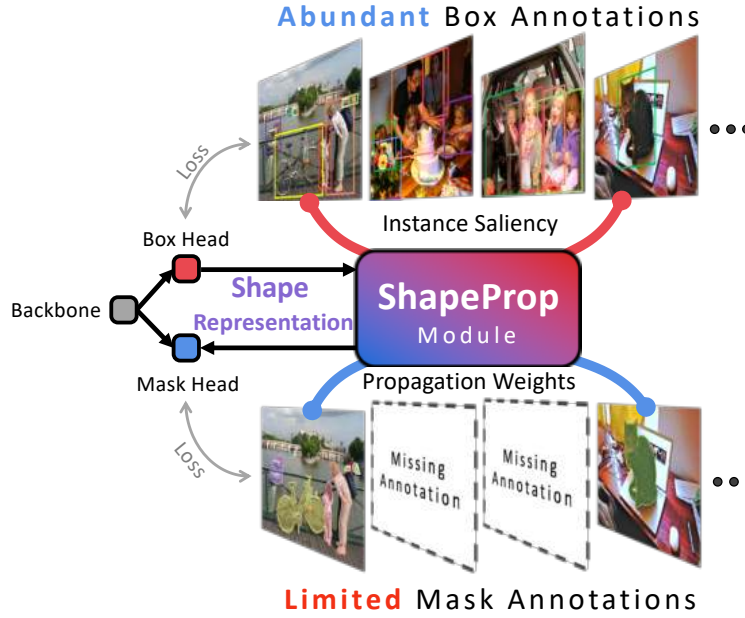 Abundant Box Annotations
Loss
Instance Saliency
Box Head
Backbone
Shape
Representation
ShapeProp
Module
Mask Head
Propagation Weights
Loss
Missing
Annotation
Missing
Annotation
Limited Mask Annotations